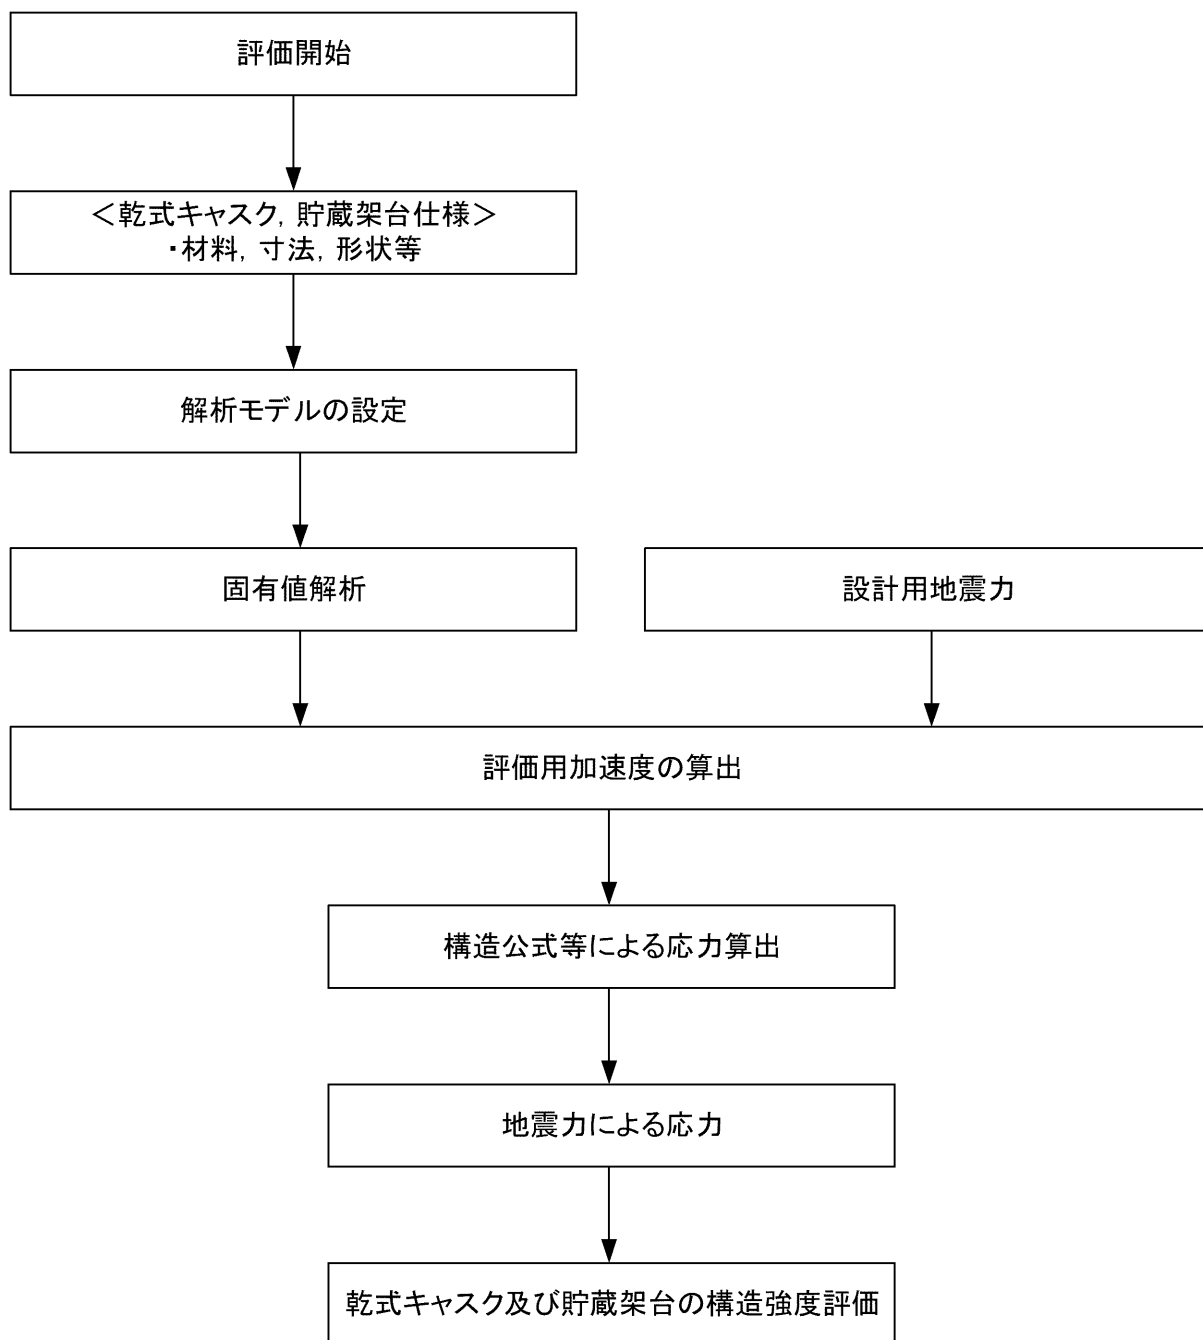 評価開始
＜乾式キャスク, 貯蔵架台仕様＞
・材料, 寸法, 形状等
解析モデルの設定
固有値解析
設計用地震力
評価用加速度の算出
構造公式等による応力算出
地震力による応力
乾式キャスク及び貯蔵架台の構造強度評価